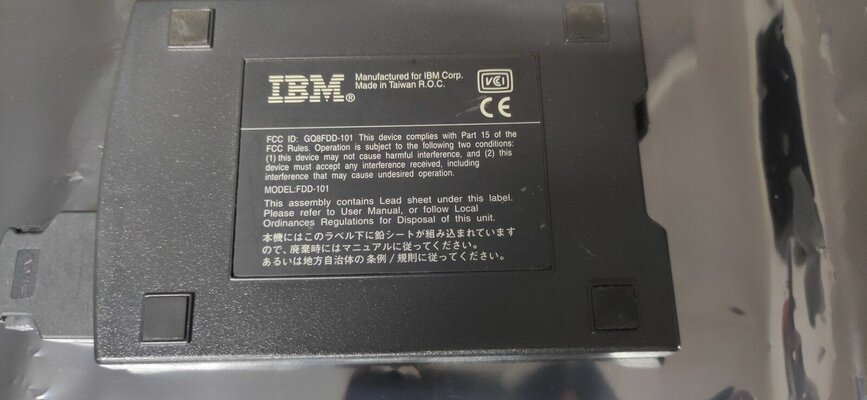 IBM®
Manufactured for IBM Corp.
Made in Taiwan R.O.C.
VCI
CE
FCC ID: GQ8FDD-101 This device complies with Part 15 of the
FCC Rules. Operation is subject to the following two conditions:
(1) this device may not cause harmful interference, and (2) this
device must accept any interference received, including
interference that may cause undesired operation.
MODEL:FDD-101
This assembly contains Lead sheet under this label.
Please refer to User Manual, or follow Local
Ordinances Regulations for Disposal of this unit.
本機にはこのラベル下に鉛シートが組み込まれています
ので、廃棄時にはマニュアルに従ってください。
あるいは地方自治体の条例/規則に従ってください。